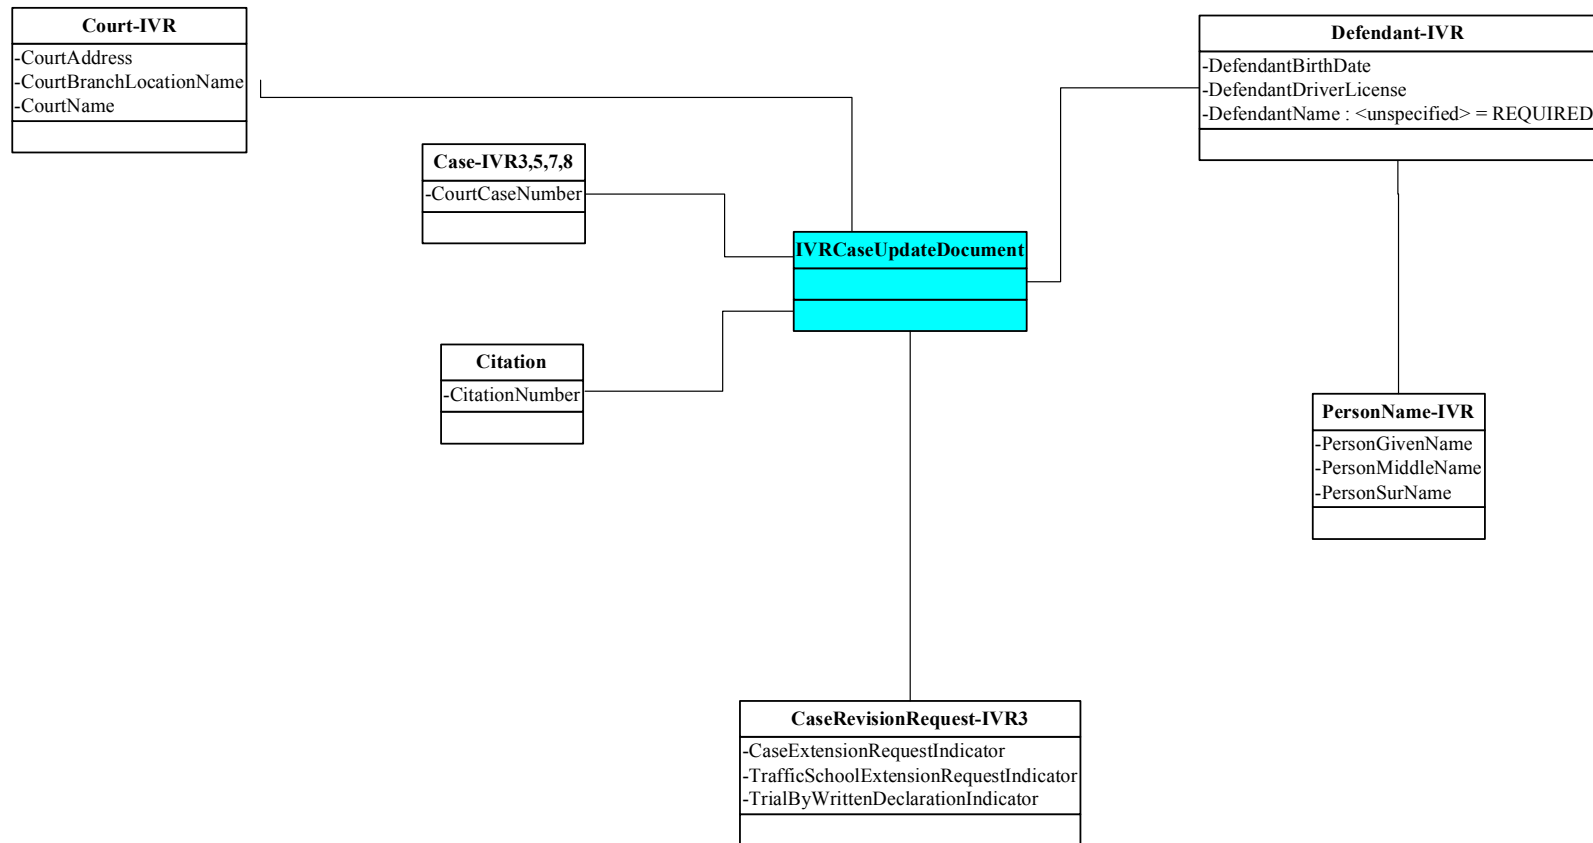 Court-IVR
-CourtAddress
-CourtBranchLocationName
-CourtName
Defendant-IVR
-DefendantBirthDate
-DefendantDriverLicense
-DefendantName : <unspecified> = REQUIRED
Case-IVR3,5,7,8
-CourtCaseNumber
IVRCaseUpdateDocument
Citation
-CitationNumber
PersonName-IVR
-PersonGivenName
-PersonMiddleName
-PersonSurName
CaseRevisionRequest-IVR3
-CaseExtensionRequestIndicator
-TrafficSchoolExtensionRequestIndicator
-TrialByWrittenDeclarationIndicator